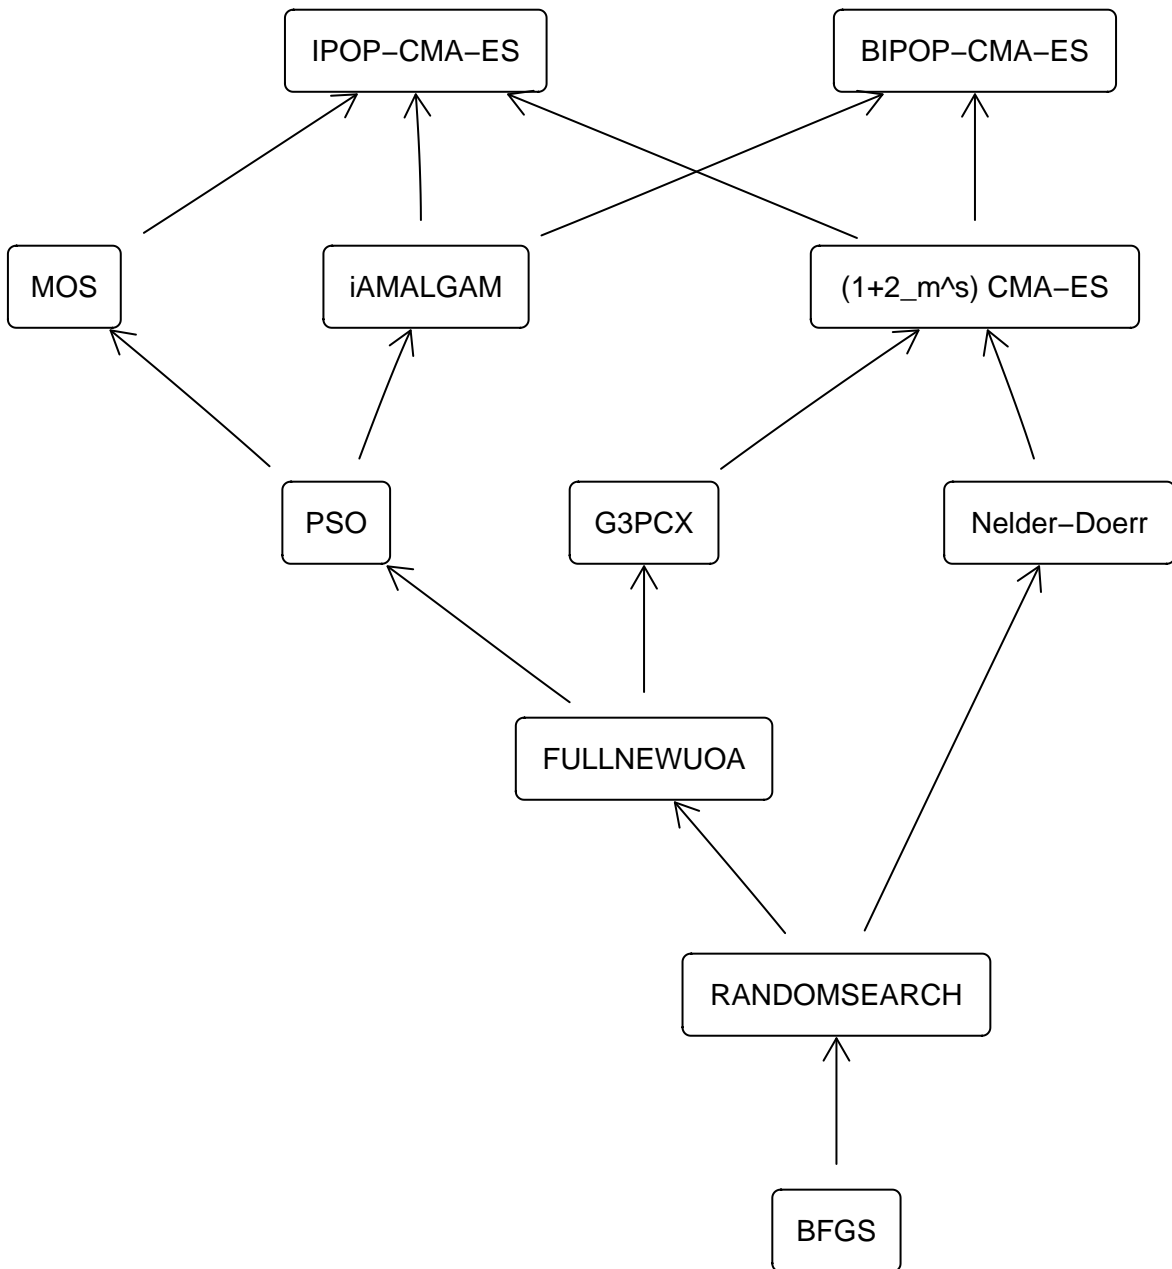 IPOP−CMA−ES
BIPOP−CMA−ES
MOS
iAMALGAM
(1+2_m^s) CMA−ES
PSO
G3PCX
Nelder−Doerr
FULLNEWUOA
RANDOMSEARCH
BFGS